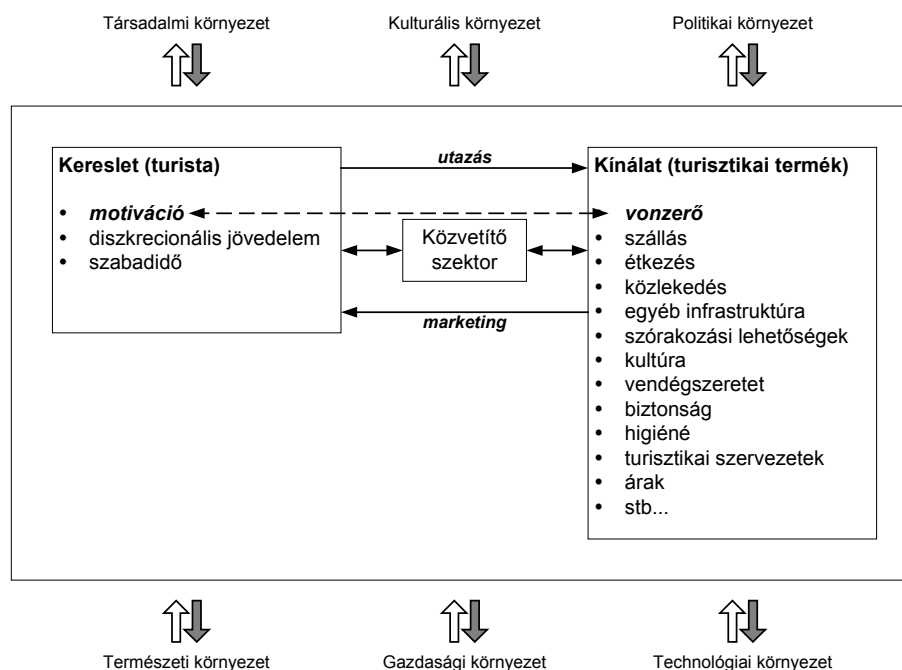 Társadalmi környezet
Kulturális környezet
Politikai környezet
Kereslet (turista)
• motiváció
• diszkrecionális jövedelem
• szabadidő
utazás
Közvetítő
szektor
marketing
Kínálat (turisztikai termék)
• vonzerő
• szállás
• étkezés
• közlekedés
• egyéb infrastruktúra
• szórakozási lehetőségek
• kultúra
• vendégszeretet
• biztonság
• higiéné
• turisztikai szervezetek
• árak
• stb...
Természeti környezet
Gazdasági környezet
Technológiai környezet